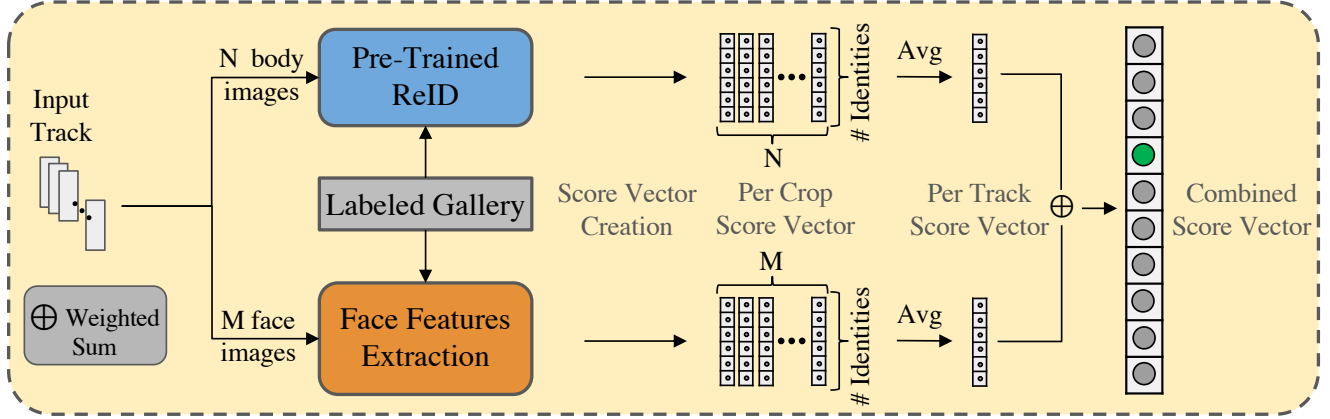 Input
Track
N body
images
Pre-Trained
ReID
Labeled Gallery
M face
images
Face Features
Extraction
Weighted
Sum
Score Vector
Creation
N
# Identities
Per Crop
Score Vector
M
# Identities
Avg
Per Track
Score Vector
Avg
Combined
Score Vector